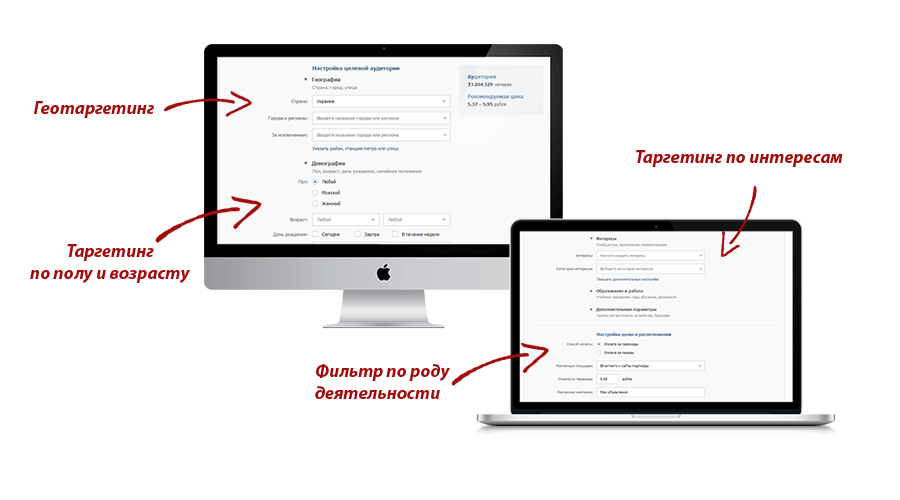 Геотаргетинг
Таргетинг
по полу и возрасту
Настройка целевой аудитории
География
Страна, город, улица
Страна: Украина
Города и регионы: Введите название города или региона
За исключением: Введите название города или региона
Указать район, станцию метро или улицу
Демография
Пол, возраст, день рождения, семейное положение
Пол: Любой
Мужской
Женский
Возраст: Любой Любой
День рождения: Сегодня Завтра В течение недели
Аудитория
33 204 329 человек
Рекомендуемая цена
5.37 – 5.95 рубля
Таргетинг по интересам
Фильтр по роду
деятельности
Интересы
Сообщества, приложения, мировоззрение
Интересы: Начните вводить интересы
Категории интересов: Выберите категорию интересов
Показать дополнительные настройки
Образование и работа
Учебные заведения, годы обучения, должности
Дополнительные параметры
Группы ретаргетинга, устройства, браузеры
Настройка цены и расположения
Способ оплаты: Оплата за переходы
Оплата за показы
Рекламные площадки: ВКонтакте и сайты-партнеры
Стоимость перехода: рубля
Рекламная кампания: Мои объявления